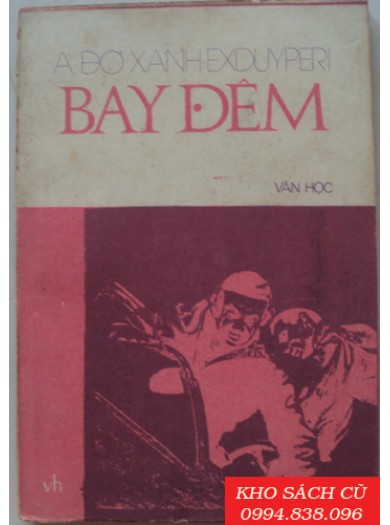 A. ĐƠ XANH-EXDUYPERI
BAY ĐÊM
VĂN HỌC
vh
KHO SÁCH CŨ
0994.838.096